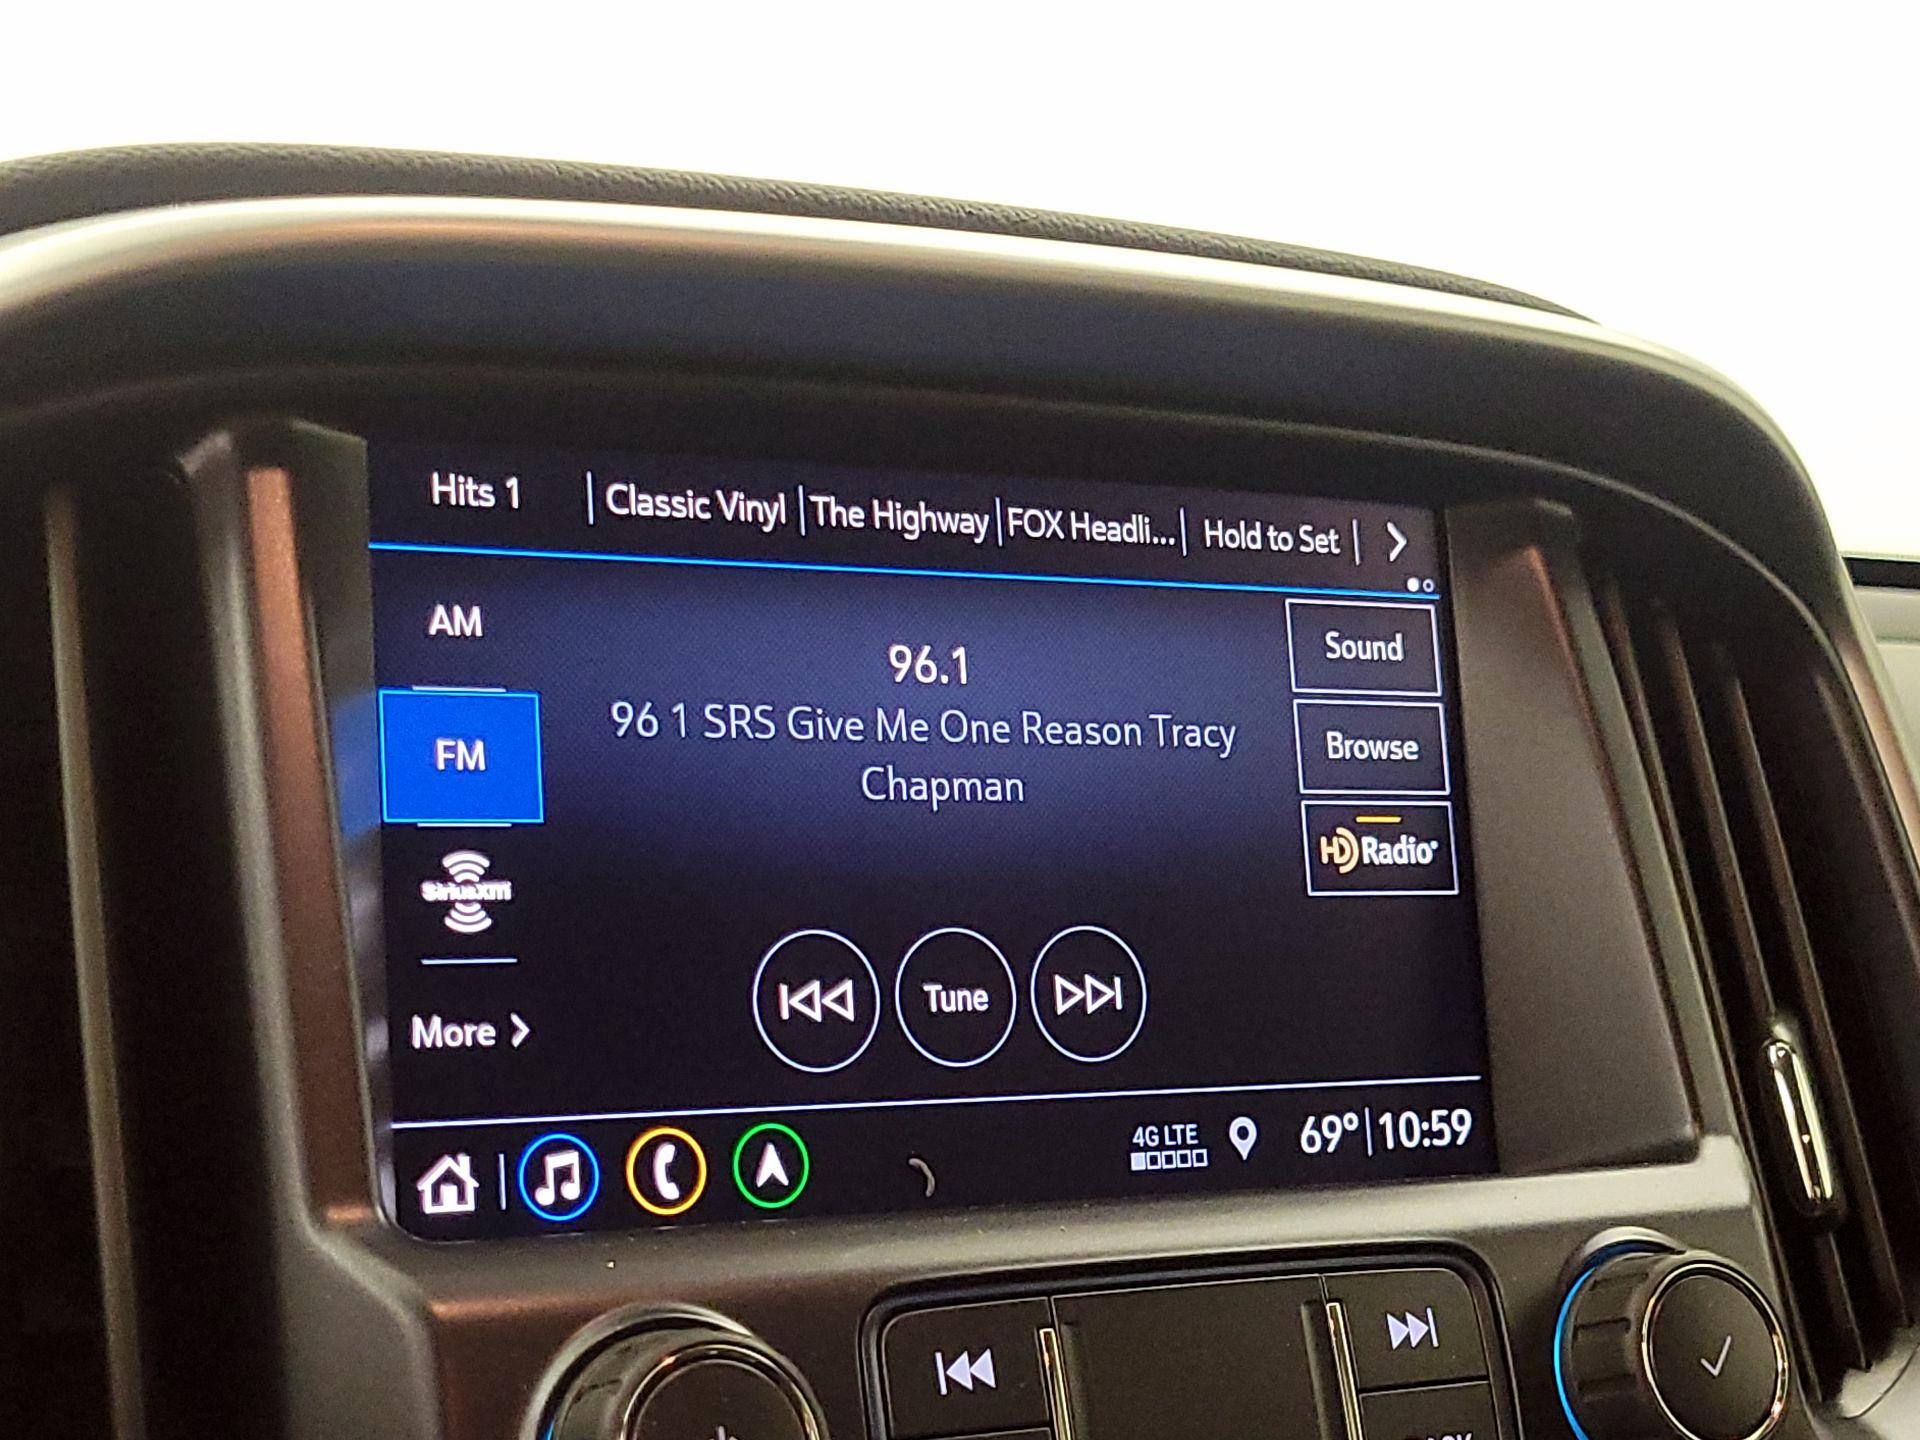 Hits 1 | Classic Vinyl | The Highway | FOX Headli... | Hold to Set |
AM
FM
SiriusXM
More
96.1
96 1 SRS Give Me One Reason Tracy
Chapman
Sound
Browse
HD Radio
Tune
4G LTE
69° | 10:59